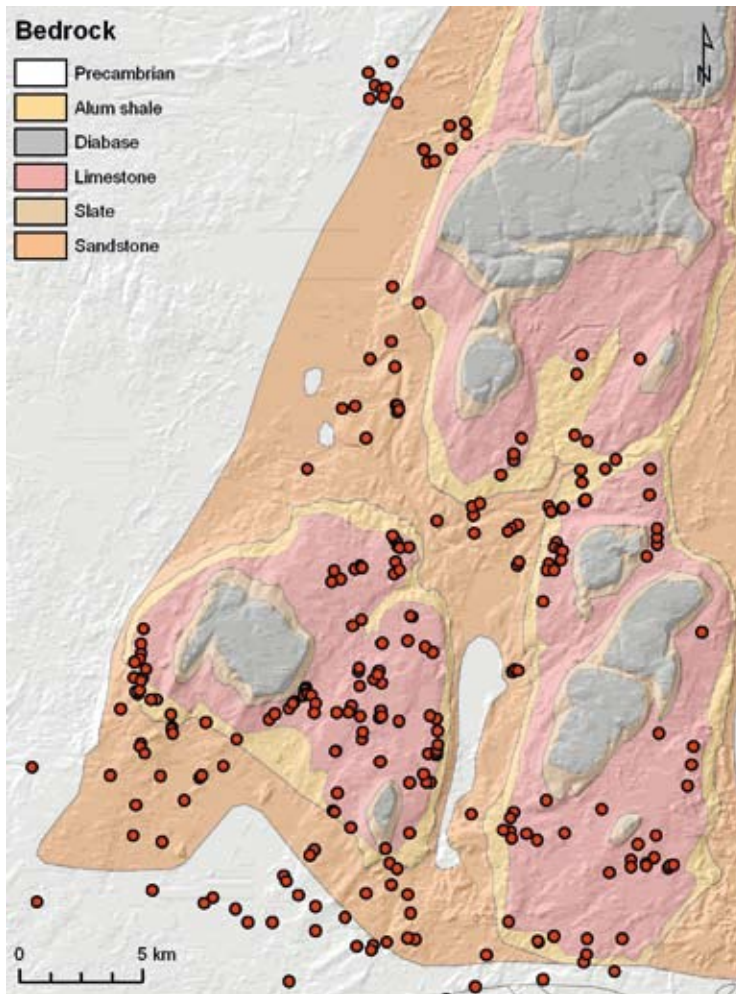 Bedrock
Precambrian
Alum shale
Diabase
Limestone
Slate
Sandstone
N
0 5 km